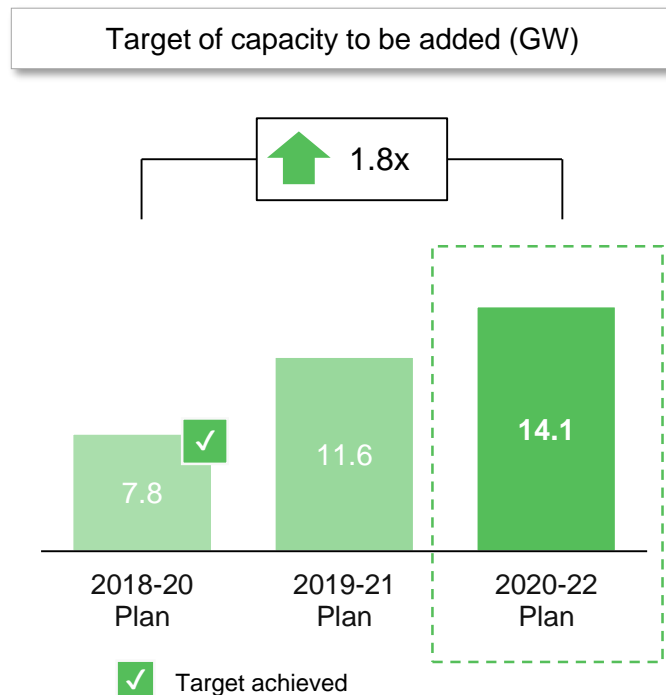 Target of capacity to be added (GW)
1.8x
7.8
11.6
14.1
2018-20
Plan
2019-21
Plan
2020-22
Plan
Target achieved